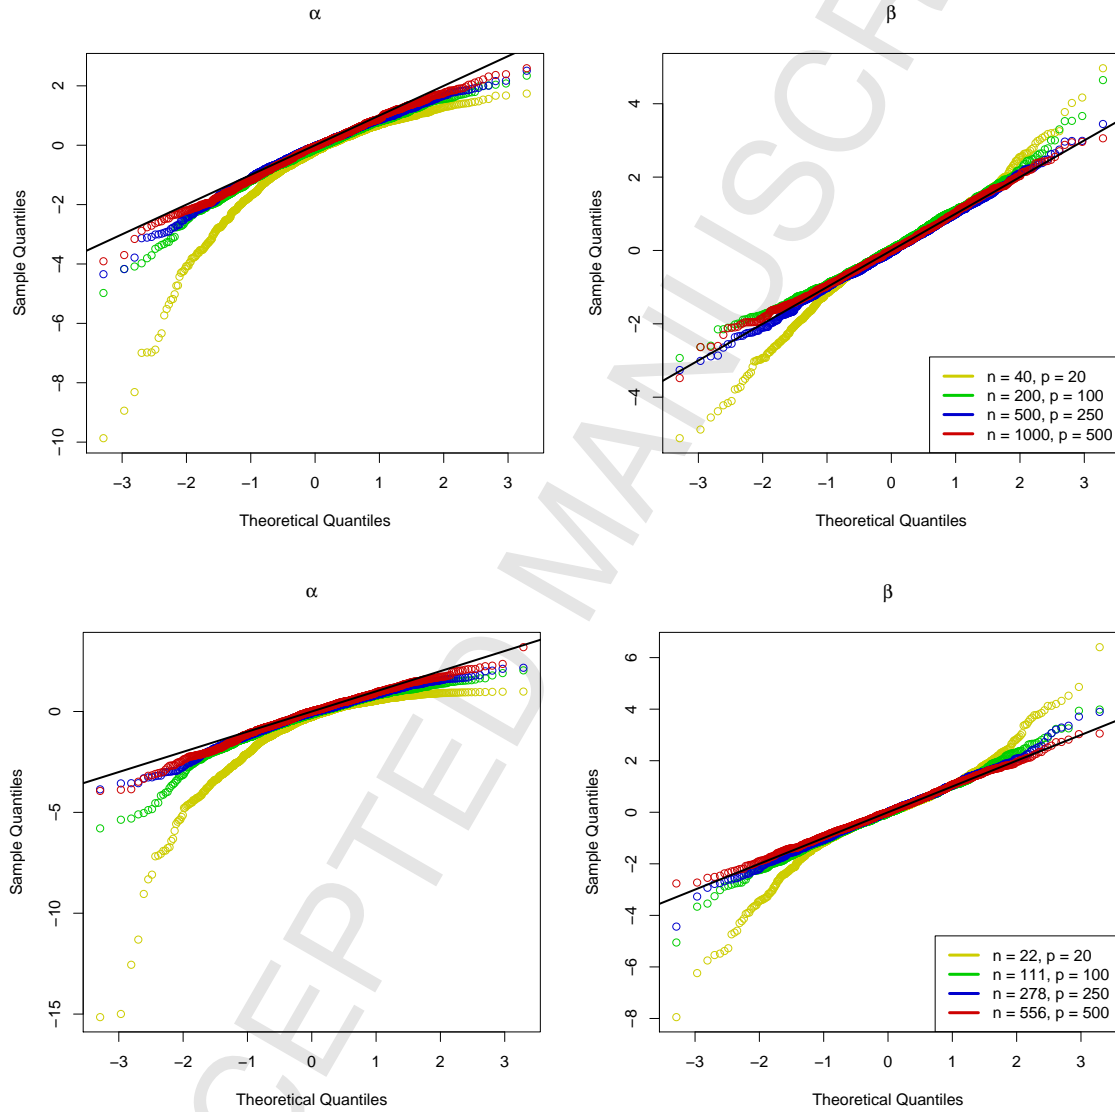 α
β
2
0
−2
−4
−6
−8
−10
Sample Quantiles
−3 −2 −1 0 1 2 3
Theoretical Quantiles
4
2
0
−2
−4
Sample Quantiles
n = 40, p = 20
n = 200, p = 100
n = 500, p = 250
n = 1000, p = 500
−3 −2 −1 0 1 2 3
Theoretical Quantiles
α
β
0
−5
−10
−15
Sample Quantiles
−3 −2 −1 0 1 2 3
Theoretical Quantiles
6
4
2
0
−2
−4
−6
−8
Sample Quantiles
n = 22, p = 20
n = 111, p = 100
n = 278, p = 250
n = 556, p = 500
−3 −2 −1 0 1 2 3
Theoretical Quantiles
CEPTED MANUSCR